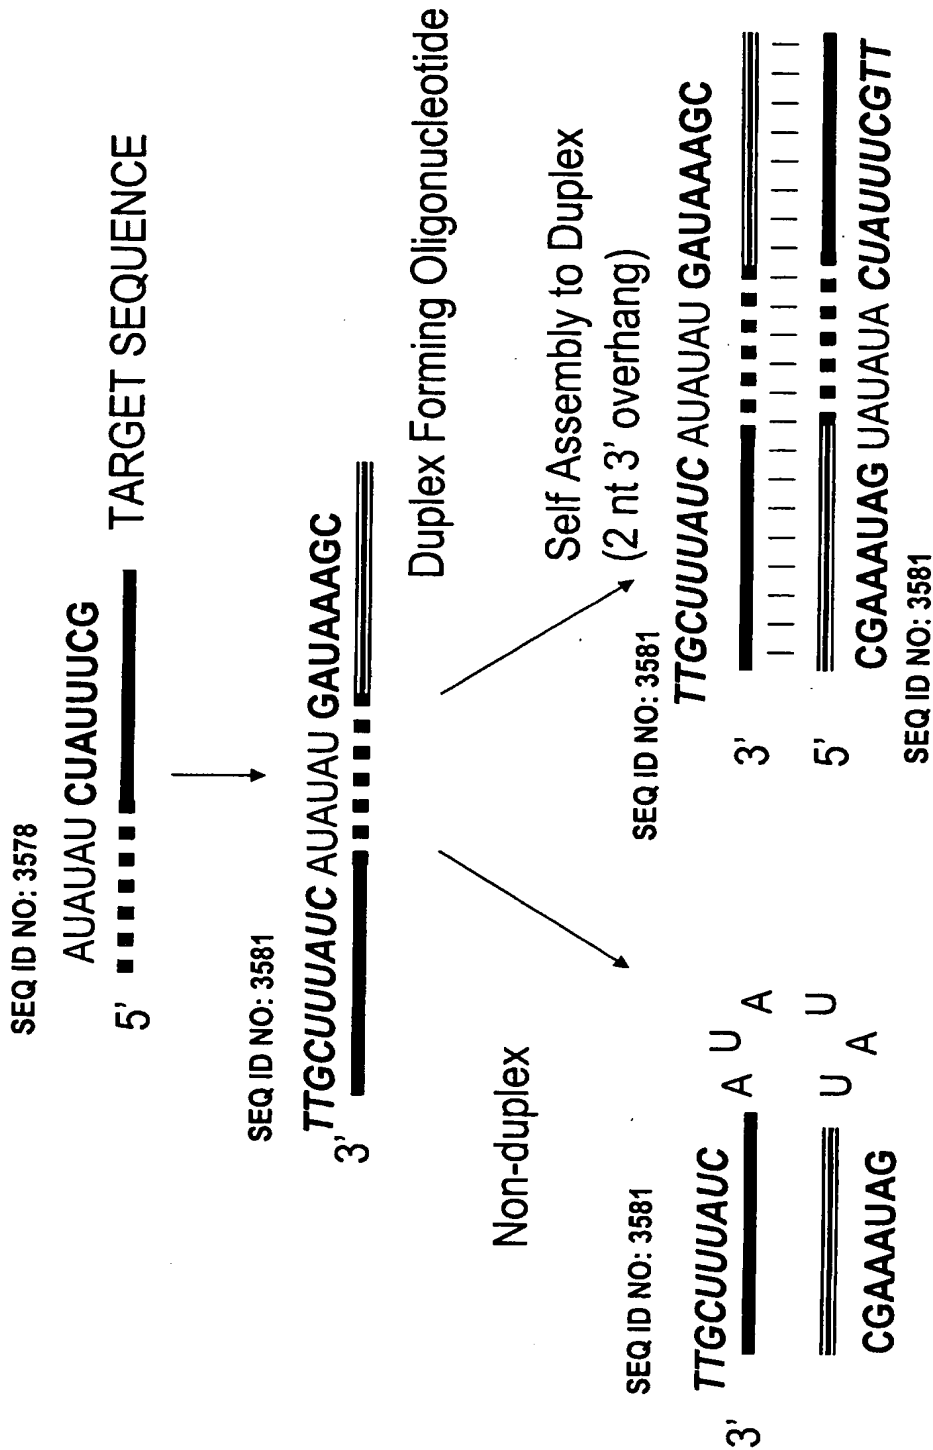 SEQ ID NO: 3578
AUAUAU CUAUUUCG
5' TARGET SEQUENCE
SEQ ID NO: 3581
TTGCUUUAUC AUAUAU GAUAAAGC
3'
Duplex Forming Oligonucleotide
Non-duplex
SEQ ID NO: 3581
TTGCUUUAUC
3'
A U A
U A U
CGAAAUAG
Self Assembly to Duplex
(2 nt 3' overhang)
SEQ ID NO: 3581
TTGCUUUAUC AUAUAU GAUAAAGC
3'
5'
CGAAAUAG UAUAUA CUAUUUCGTT
SEQ ID NO: 3581